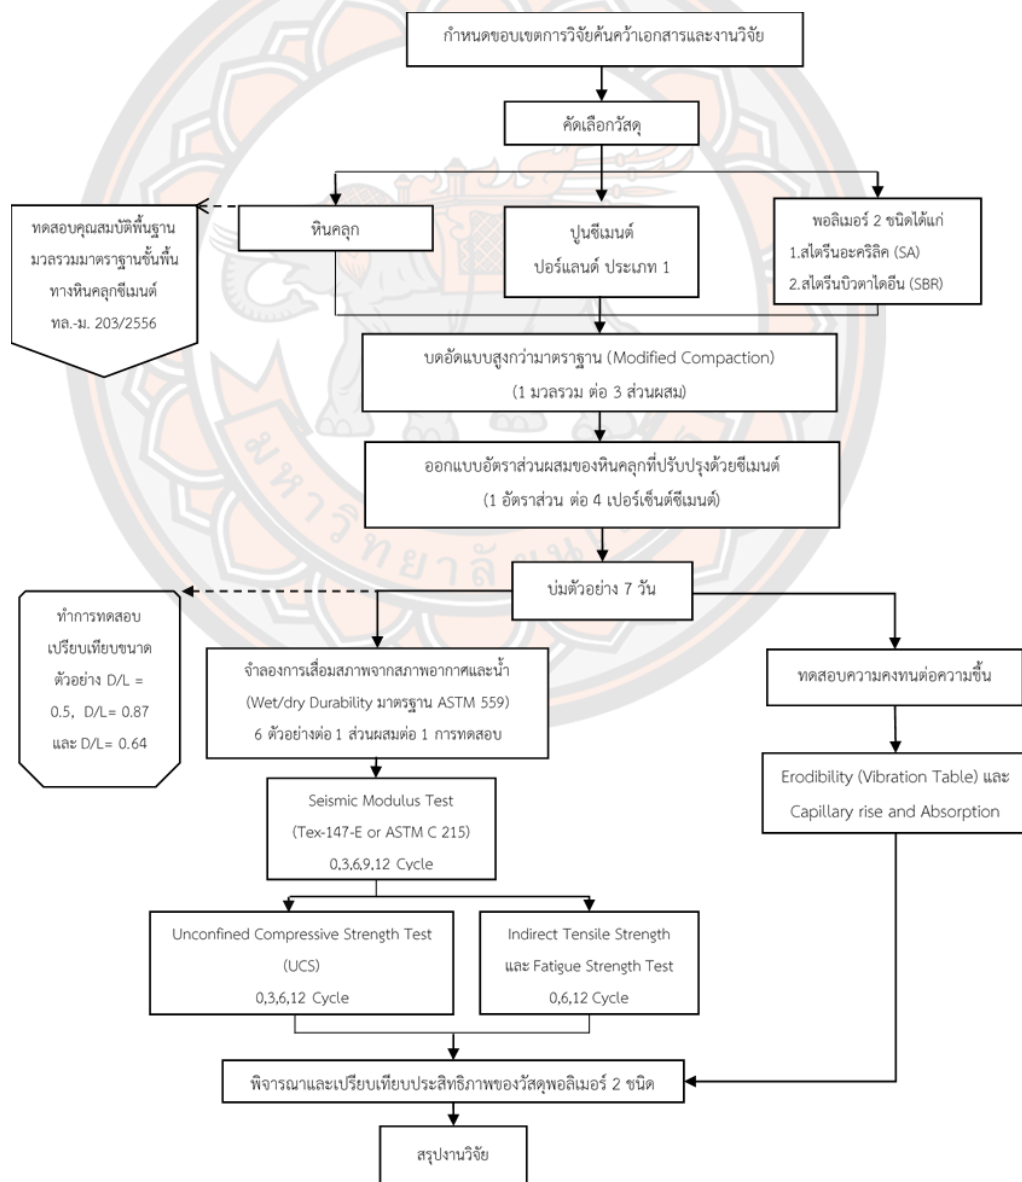 กำหนดขอบเขตการวิจัยค้นคว้าเอกสารและงานวิจัย
คัดเลือกวัสดุ
ทดสอบคุณสมบัติพื้นฐาน
มวลรวมมาตราฐานชั้นพื้น
ทางหินคลุกซีเมนต์
ทล.-ม. 203/2556
หินคลุก
ปูนซีเมนต์
ปอร์แลนด์ ประเภท 1
พอลิเมอร์ 2 ชนิดได้แก่
1.สไตรีนอะคริลิค (SA)
2.สไตรีนบิวตาไดอีน (SBR)
บดอัดแบบสูงกว่ามาตราฐาน (Modified Compaction)
(1 มวลรวม ต่อ 3 ส่วนผสม)
ออกแบบอัตราส่วนผสมของหินคลุกที่ปรับปรุงด้วยซีเมนต์
(1 อัตราส่วน ต่อ 4 เปอร์เซ็นต์ซีเมนต์)
มหาวิทยาลัย
บ่มตัวอย่าง 7 วัน
ทำการทดสอบ
เปรียบเทียบขนาด
ตัวอย่าง D/L =
0.5, D/L= 0.87
และ D/L= 0.64
จำลองการเสื่อมสภาพจากสภาพอากาศและน้ำ
(Wet/dry Durability มาตรฐาน ASTM 559)
6 ตัวอย่างต่อ 1 ส่วนผสมต่อ 1 การทดสอบ
ทดสอบความคงทนต่อความชื้น
Erodibility (Vibration Table) และ
Capillary rise and Absorption
Seismic Modulus Test
(Tex-147-E or ASTM C 215)
0,3,6,9,12 Cycle
Unconfined Compressive Strength Test
(UCS)
0,3,6,12 Cycle
Indirect Tensile Strength
และ Fatigue Strength Test
0,6,12 Cycle
พิจารณาและเปรียบเทียบประสิทธิภาพของวัสดุพอลิเมอร์ 2 ชนิด
สรุปงานวิจัย